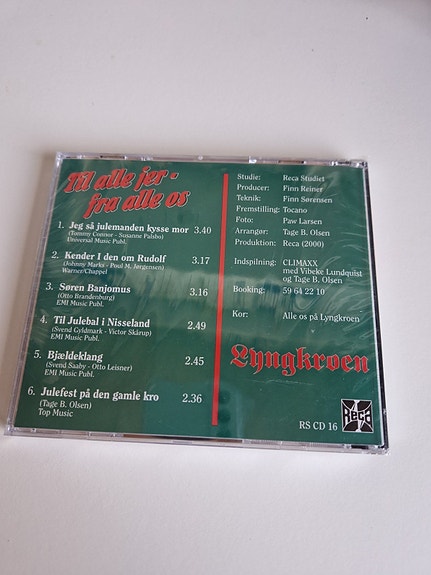 Til alle jer -
fra alle os
1. Jeg så julemanden kysse mor 3.40
(Tommy Connor - Susanne Palsbo)
Universal Music Publ.
2. Kender I den om Rudolf 3.17
(Johnny Marks - Poul M. Jørgensen)
Warner/Chappel
3. Søren Banjomus 3.16
(Otto Brandenburg)
EMI Music Publ.
4. Til Julebal i Nisseland 2.49
(Svend Gyldmark - Victor Skårup)
EMI Music Publ.
5. Bjældeklang 2.45
(Svend Saaby - Otto Leisner)
EMI Music Publ.
6. Julefest på den gamle kro 2.36
(Tage B. Olsen)
Top Music
Studie: Reca Studiet
Producer: Finn Reiner
Teknik: Finn Sørensen
Fremstilling: Tocano
Foto: Paw Larsen
Arrangør: Tage B. Olsen
Produktion: Reca (2000)
Indspilning: CLIMAXX
med Vibeke Lundquist
og Tage B. Olsen
Booking: 59 64 22 10
Kor: Alle os på Lyngkroen
Lyngkroen
RS CD 16
Reca